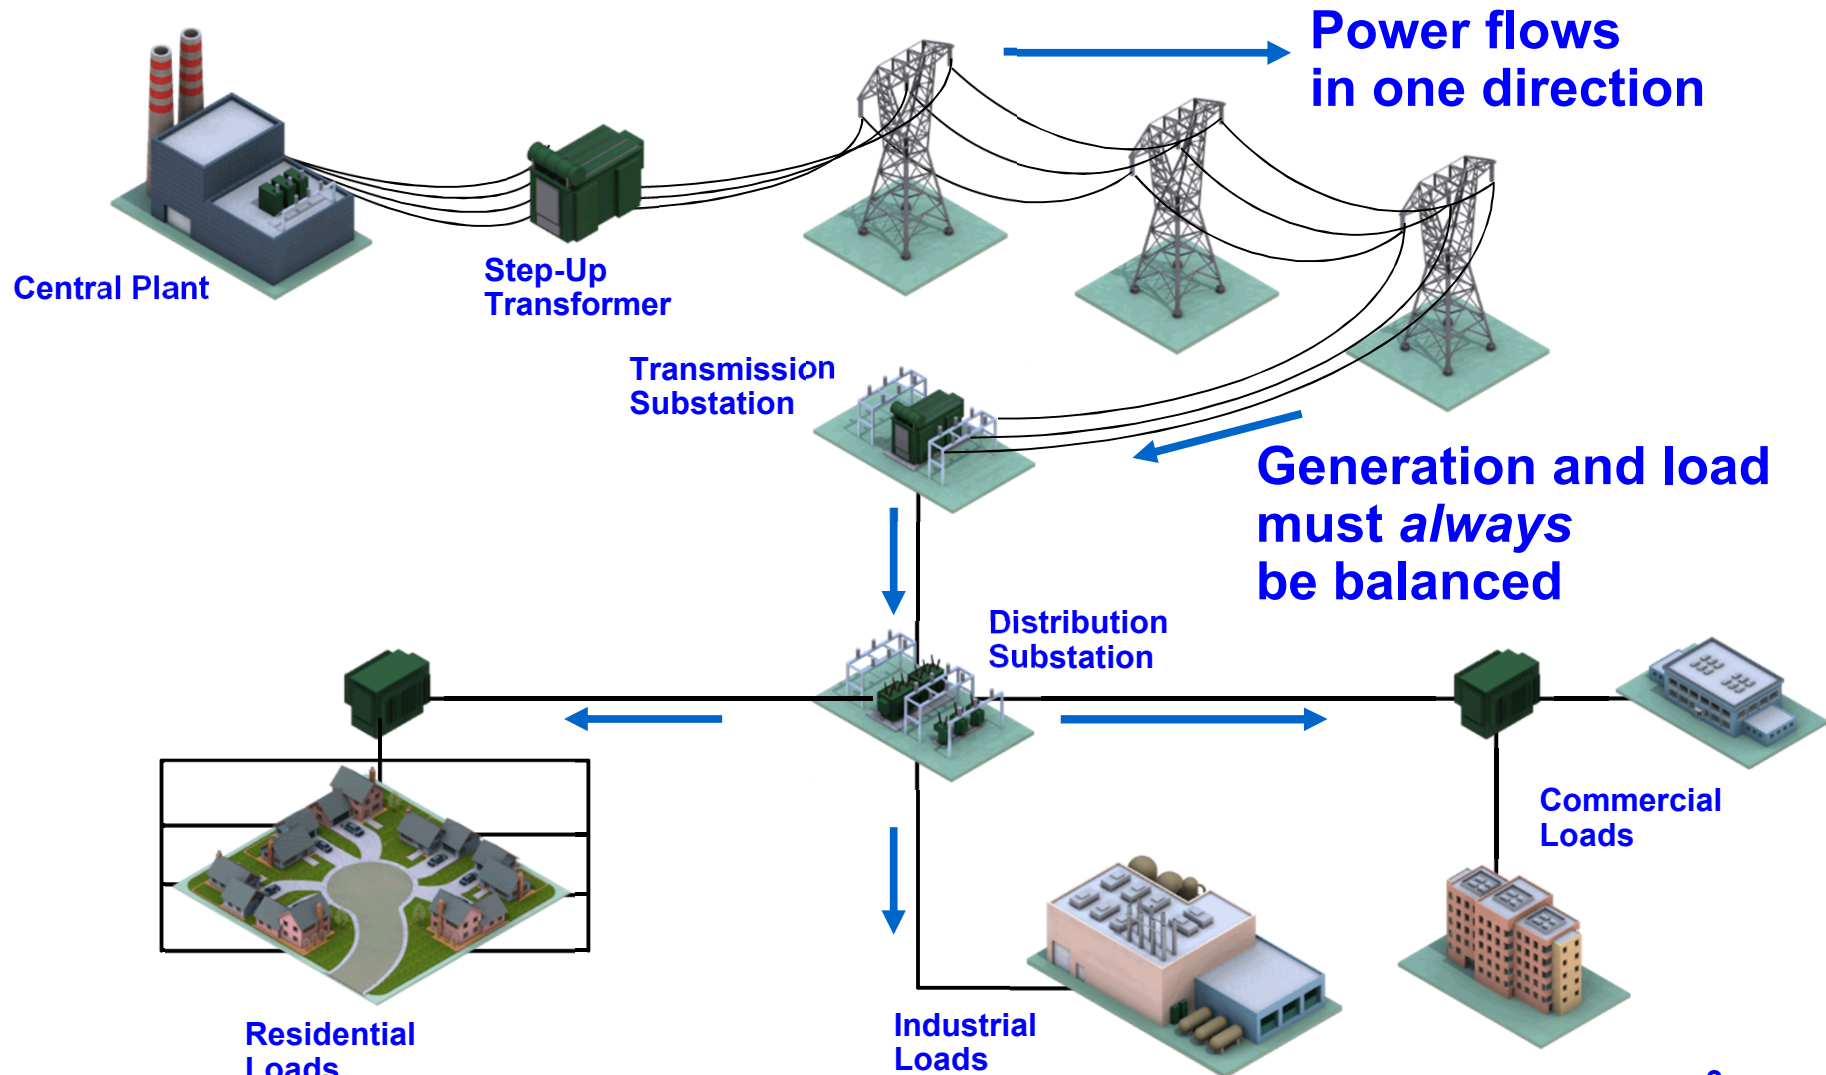 Power flows
in one direction
Central Plant
Step-Up
Transformer
Transmission
Substation
Generation and load
must always
be balanced
Distribution
Substation
Commercial
Loads
Residential
Loads
Industrial
Loads